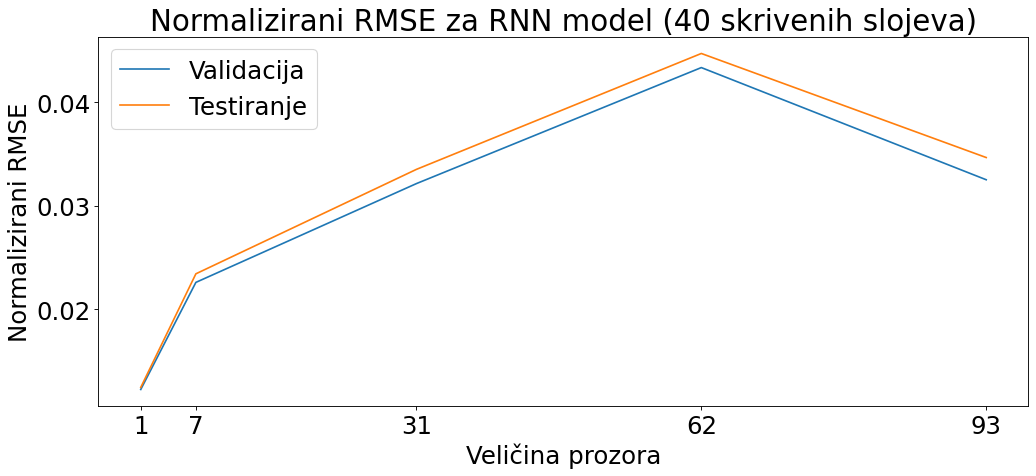 Normalizirani RMSE za RNN model (40 skrivenih slojeva)
Validacija
Testiranje
Normalizirani RMSE
0.04
0.03
0.02
1 7 31 62 93
Veličina prozora